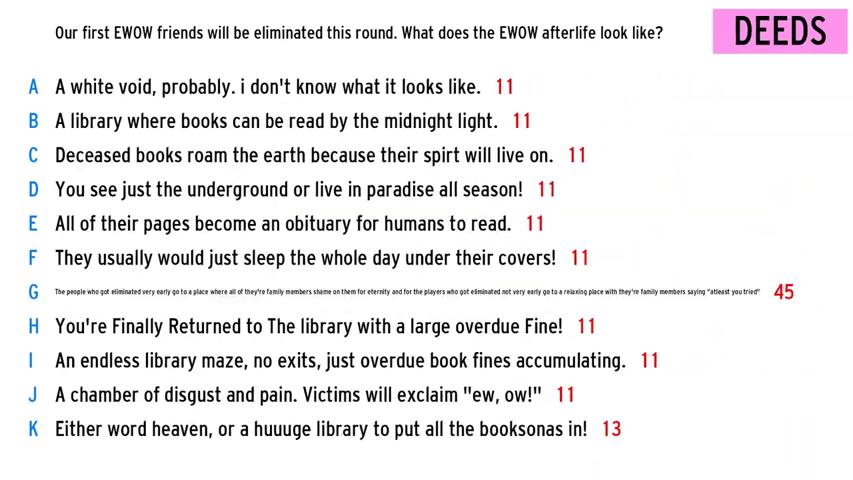 Our first EWOW friends will be eliminated this round. What does the EWOW afterlife look like?
DEEDS
A A white void, probably. i don't know what it looks like. 11
B A library where books can be read by the midnight light. 11
C Deceased books roam the earth because their spirt will live on. 11
D You see just the underground or live in paradise all season! 11
E All of their pages become an obituary for humans to read. 11
F They usually would just sleep the whole day under their covers! 11
G The people who got eliminated very early go to a place where all of they're family members shame on them for eternity and for the players who got eliminated not very early go to a relaxing place with they're family members saying "atleast you tried" 45
H You're Finally Returned to The library with a large overdue Fine! 11
I An endless library maze, no exits, just overdue book fines accumulating. 11
J A chamber of disgust and pain. Victims will exclaim "ew, ow!" 11
K Either word heaven, or a huuuge library to put all the booksonas in! 13